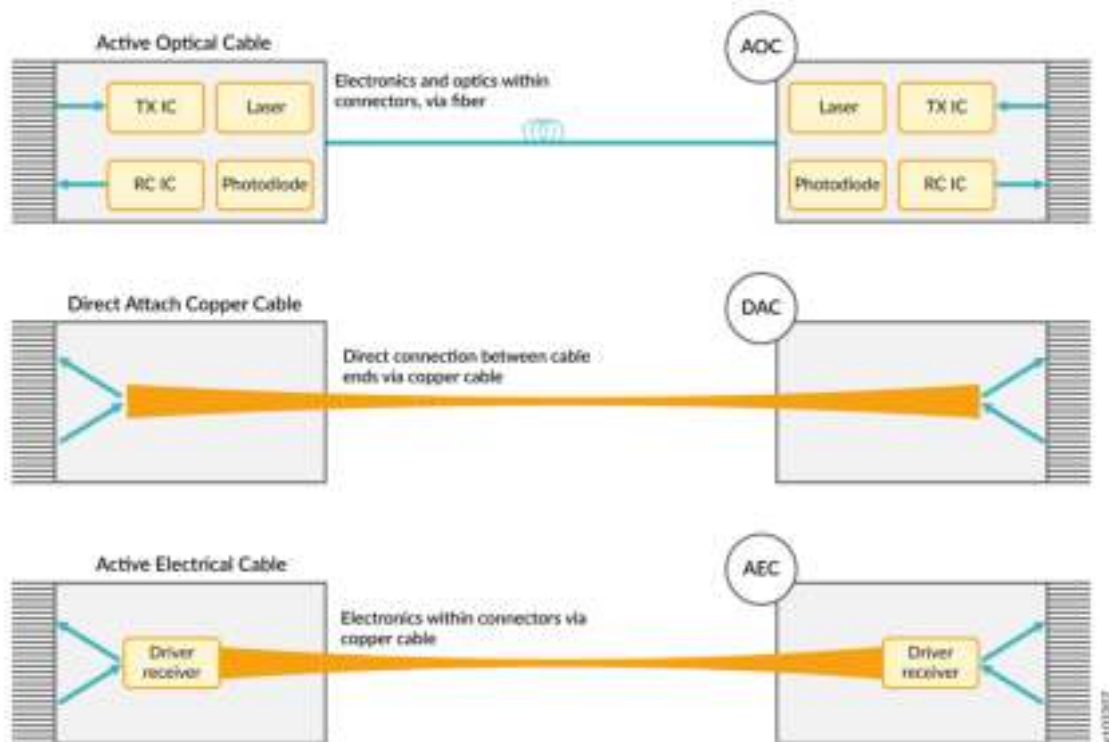 Active Optical Cable
AOC
Electronics and optics within
connectors, via fiber
TX IC
Laser
Laser
TX IC
RC IC
Photodiode
Photodiode
RC IC
Direct Attach Copper Cable
DAC
Direct connection between cable
ends via copper cable
Active Electrical Cable
AEC
Electronics within connectors via
copper cable
Driver
receiver
Driver
receiver